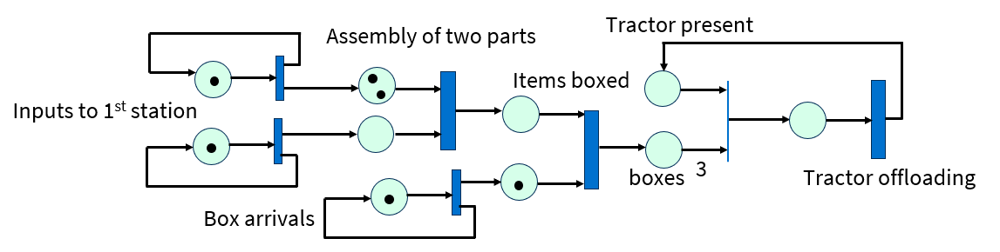 Tractor present
Assembly of two parts
Items boxed
Inputs to 1st station
boxes 3
Tractor offloading
Box arrivals